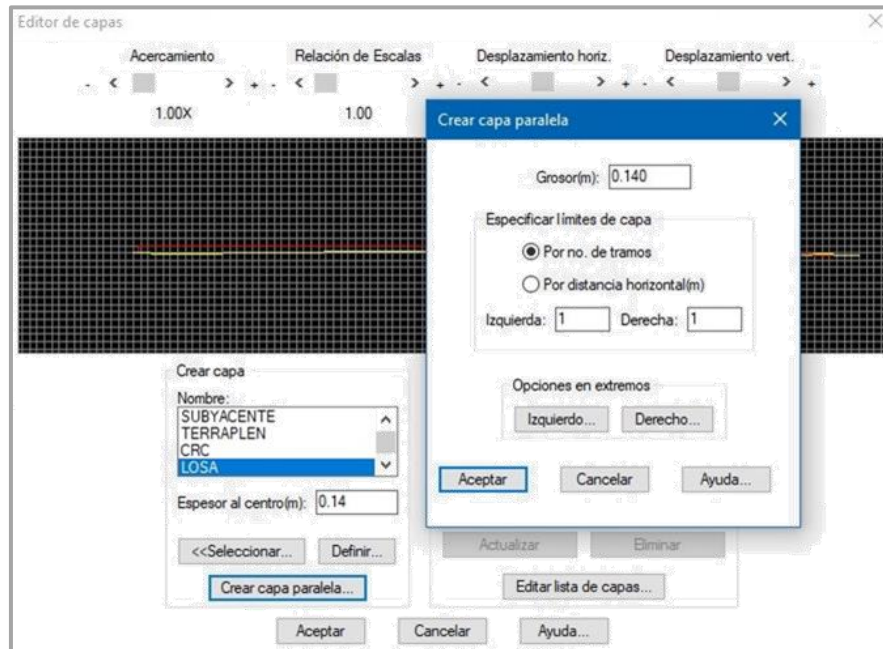 Editor de capas
Acercamiento
Relación de Escalas
Desplazamiento horiz.
Desplazamiento vert.
- < > + - < > + - < > + - < > +
1.00X
1.00
Crear capa paralela
Grosor(m): 0.140
Especificar límites de capa
Por no. de tramos
Por distancia horizontal(m)
Izquierda: 1 Derecha: 1
Opciones en extremos
Izquierdo... Derecho...
Aceptar Cancelar Ayuda...
Crear capa
Nombre:
SUBYACENTE
TERRAPLEN
CRC
LOSA
Espesor al centro(m): 0.14
<<Seleccionar... Definir...
Crear capa paralela...
Actualizar Eliminar
Editar lista de capas...
Aceptar Cancelar Ayuda...